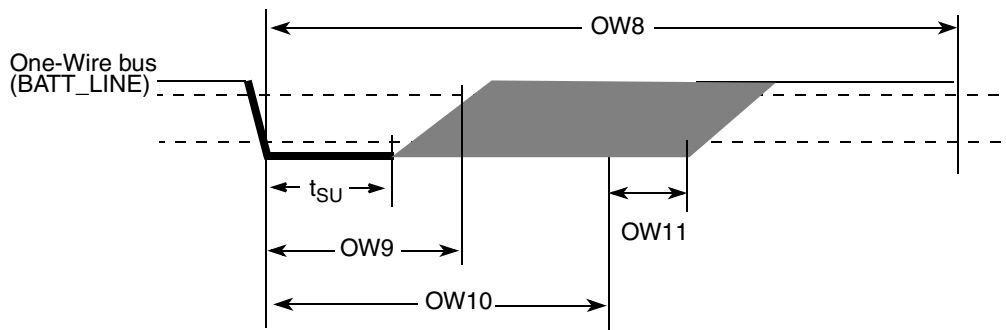 OW8
One-Wire bus
(BATT_LINE)
tSU
OW11
OW9
OW10